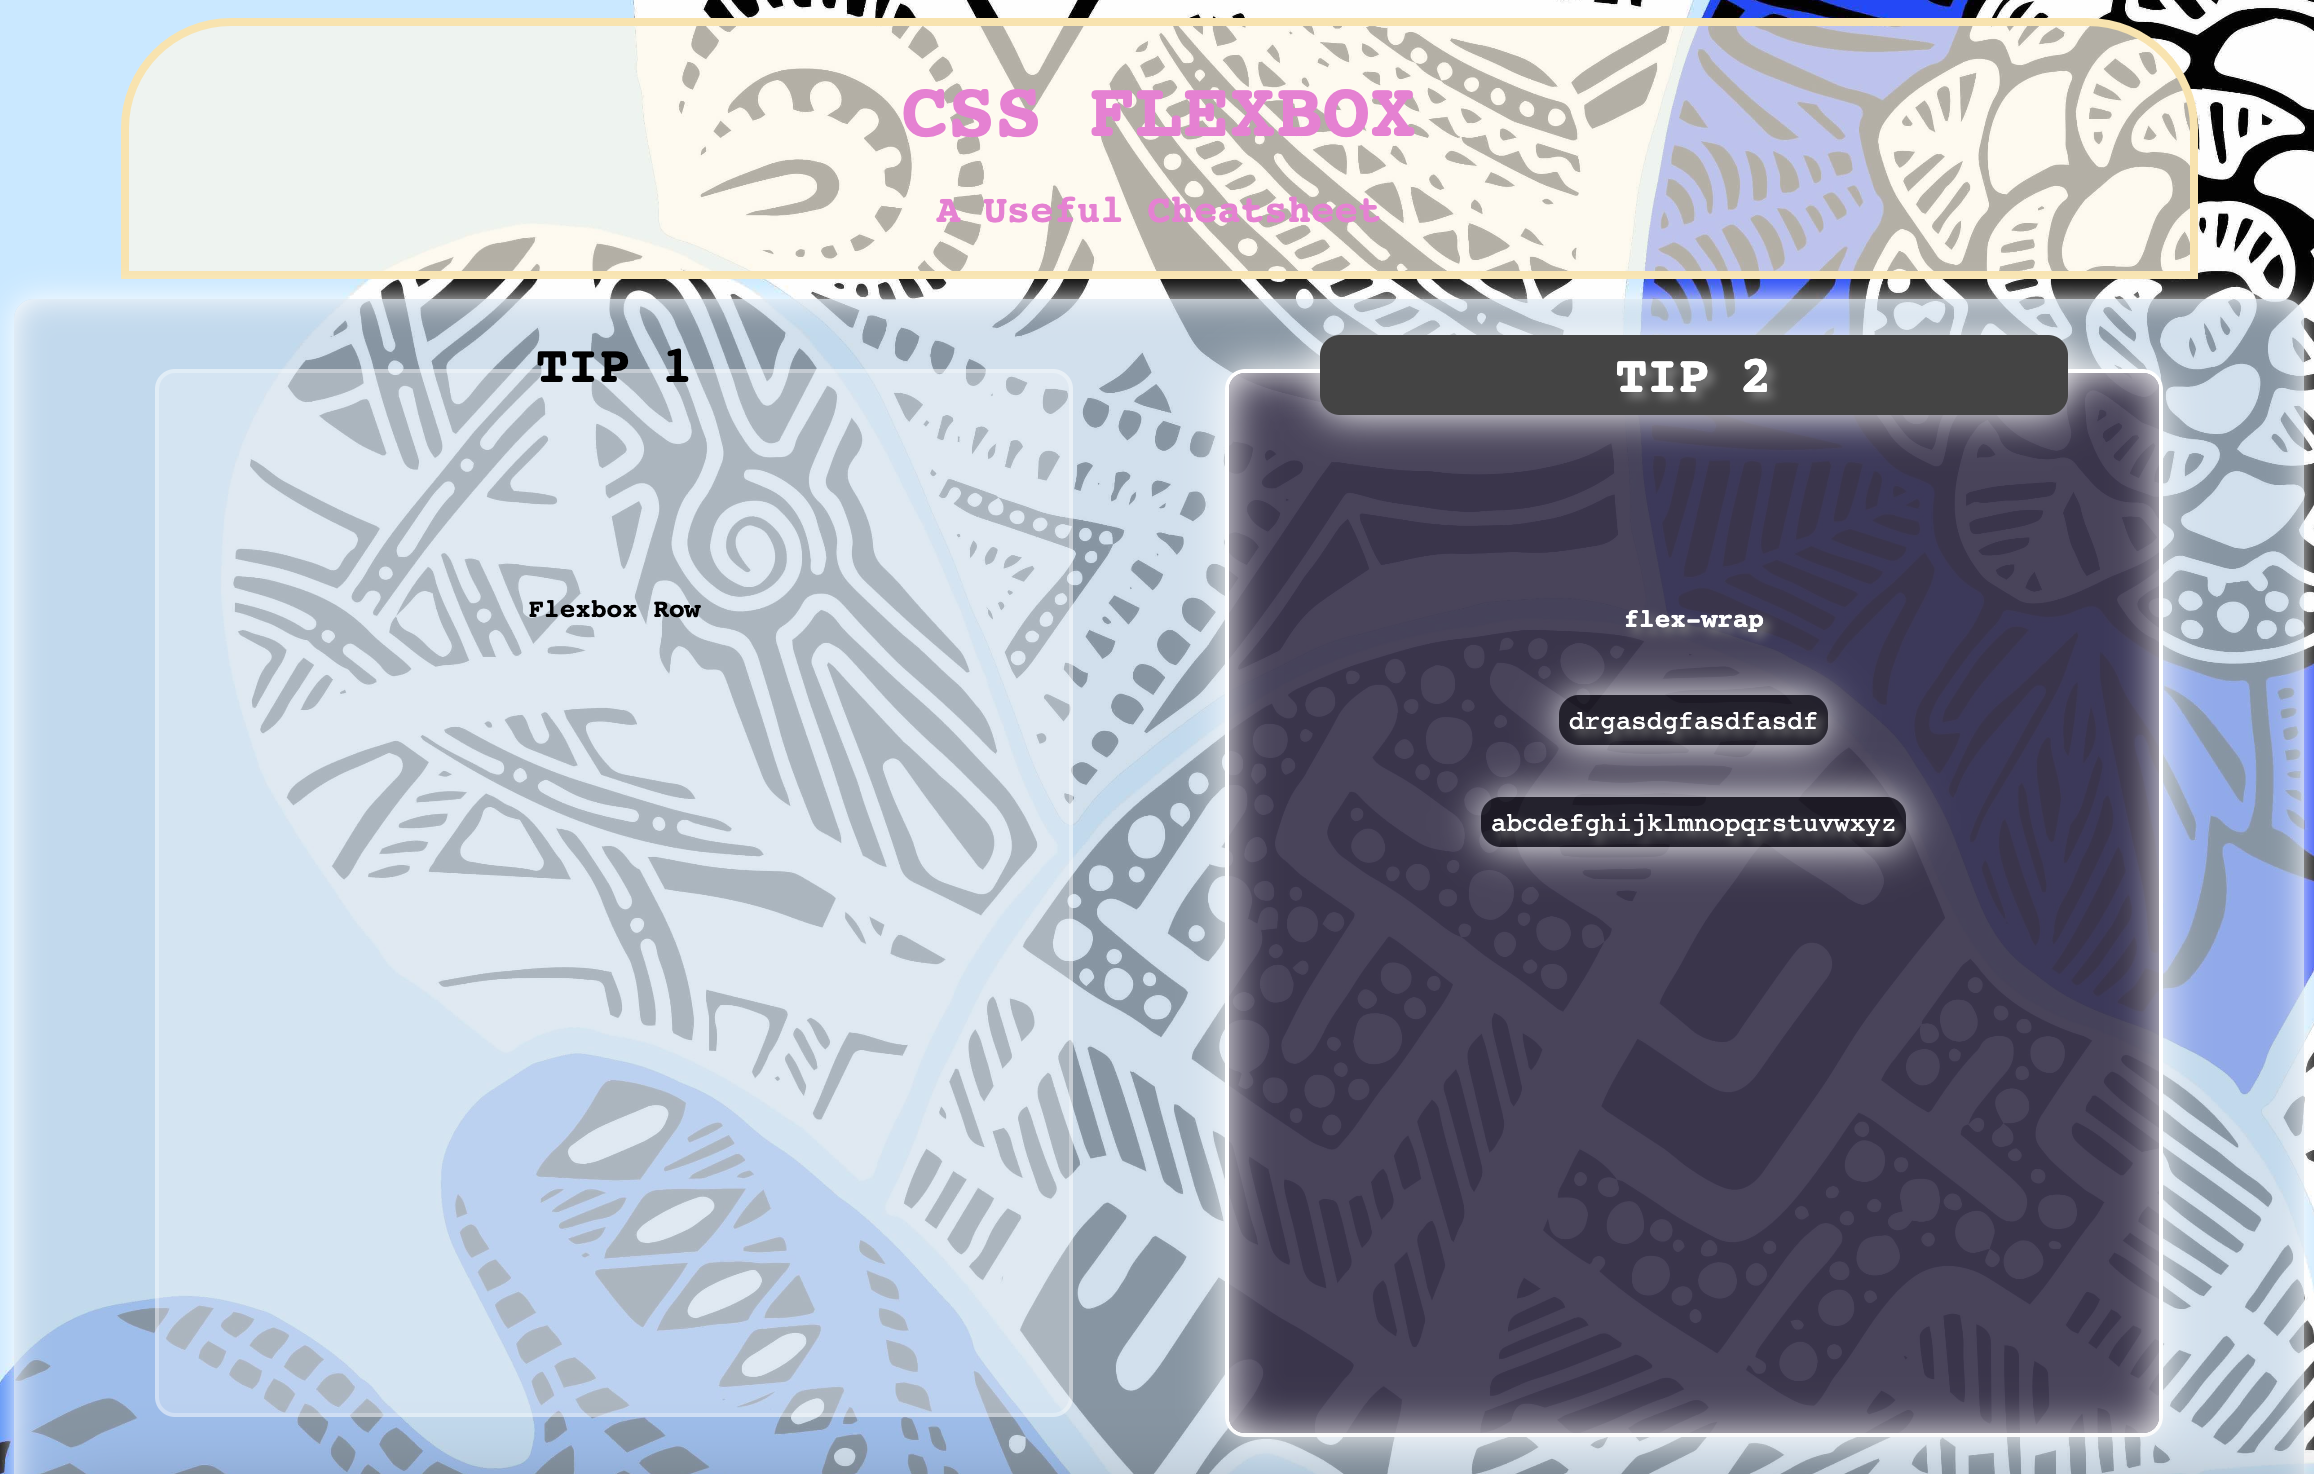 CSS FLEXBOX
A Useful Cheatsheet
TIP 1
Flexbox Row
TIP 2
flex-wrap
drgasdgfasdfasdf
abcdefghijklmnopqrstuvwxyz